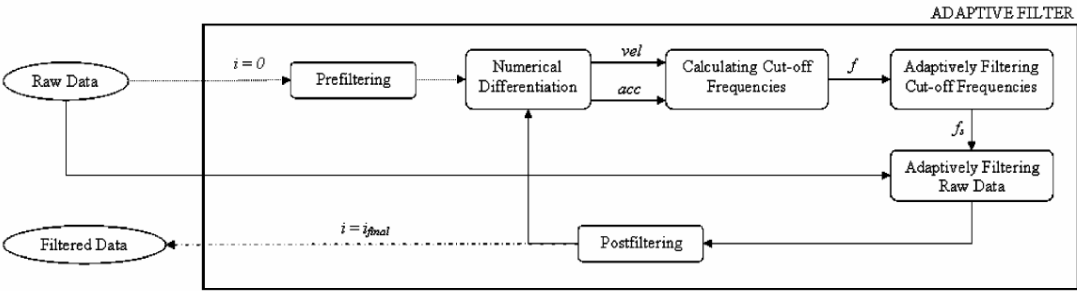 ADAPTIVE FILTER
i = 0
vel
Numerical
Differentiation
acc
Calculating Cut-off
Frequencies
f
Adaptively Filtering
Cut-off Frequencies
Raw Data
Prefiltering
fs
Adaptively Filtering
Raw Data
i = ifinal
Filtered Data
Postfiltering